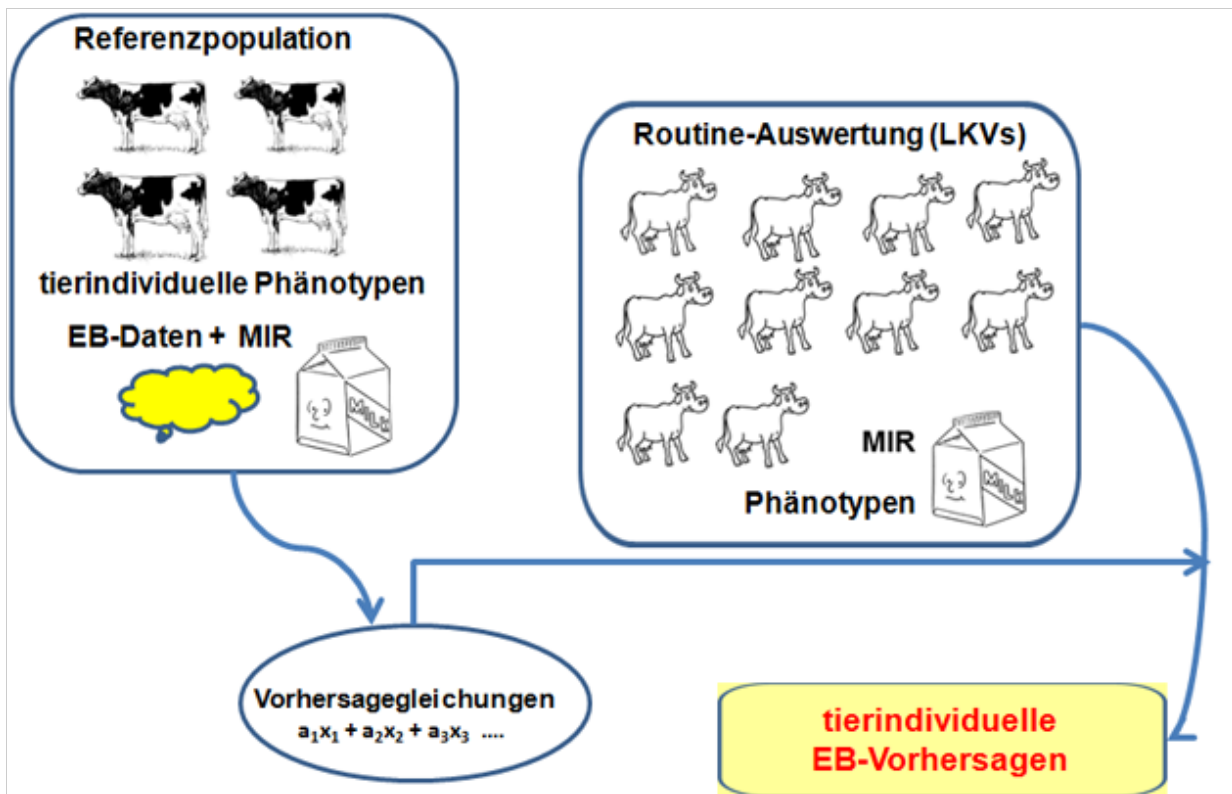 Referenzpopulation
tierindividuelle Phänotypen
EB-Daten + MIR
MILK
Routine-Auswertung (LKVs)
MIR
Phänotypen
MILK
Vorhersagegleichungen
a₁x₁ + a₂x₂ + a₃x₃ ....
tierindividuelle
EB-Vorhersagen